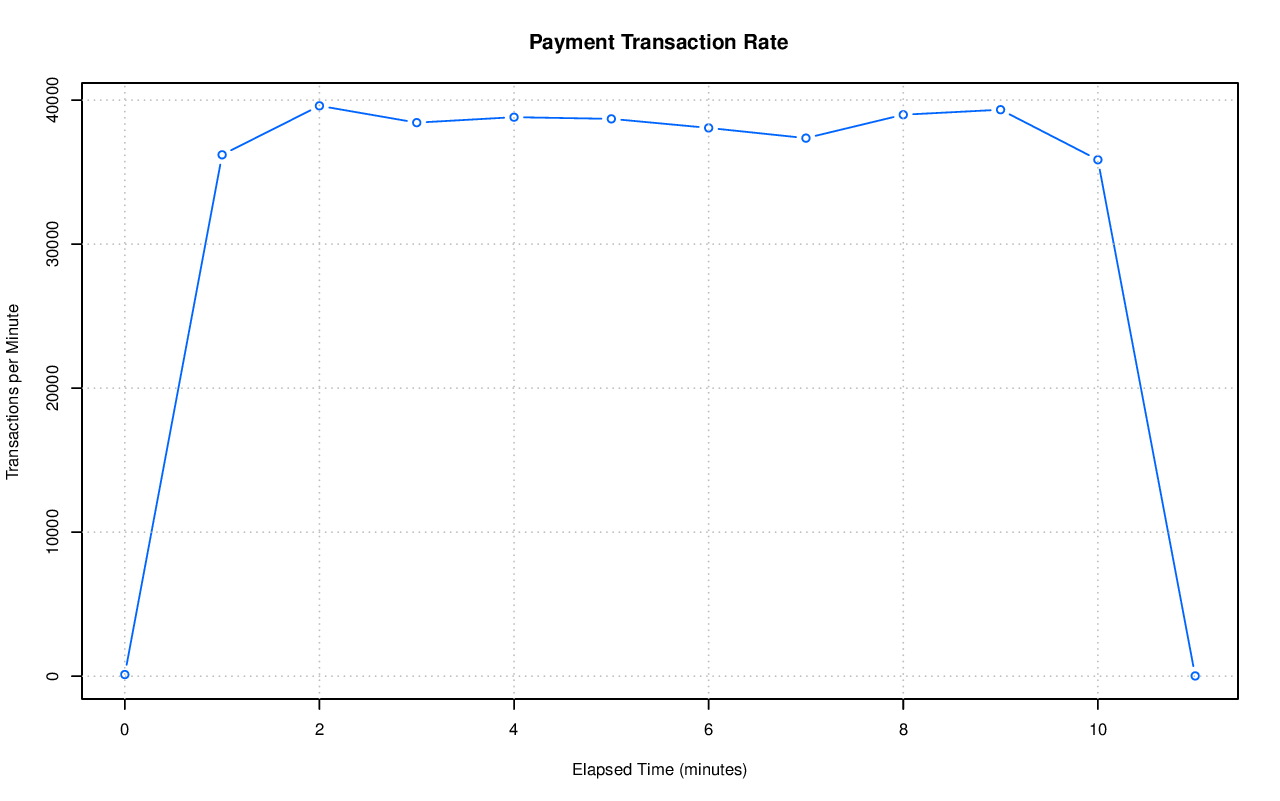 Payment Transaction Rate
Transactions per Minute
40000
30000
20000
10000
0
0 2 4 6 8 10
Elapsed Time (minutes)